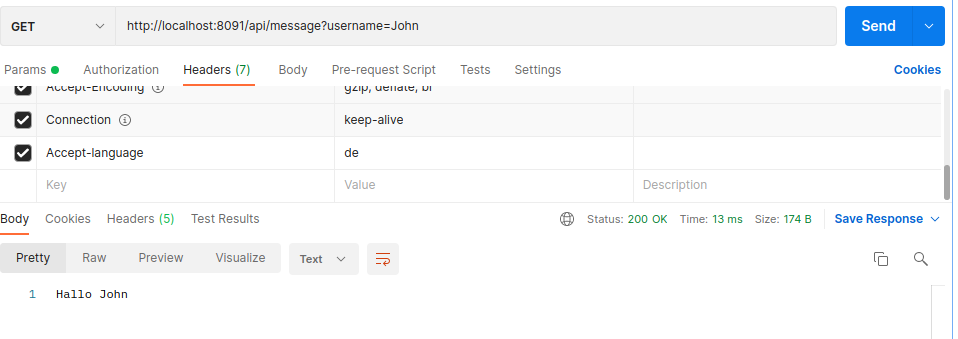 GET http://localhost:8091/api/message?username=John Send
Params Authorization Headers (7) Body Pre-request Script Tests Settings Cookies
Accept-Encoding gzip, deflate, br
Connection keep-alive
Accept-language de
Key Value Description
Body Cookies Headers (5) Test Results Status: 200 OK Time: 13 ms Size: 174 B Save Response
Pretty Raw Preview Visualize Text
1 Hallo John